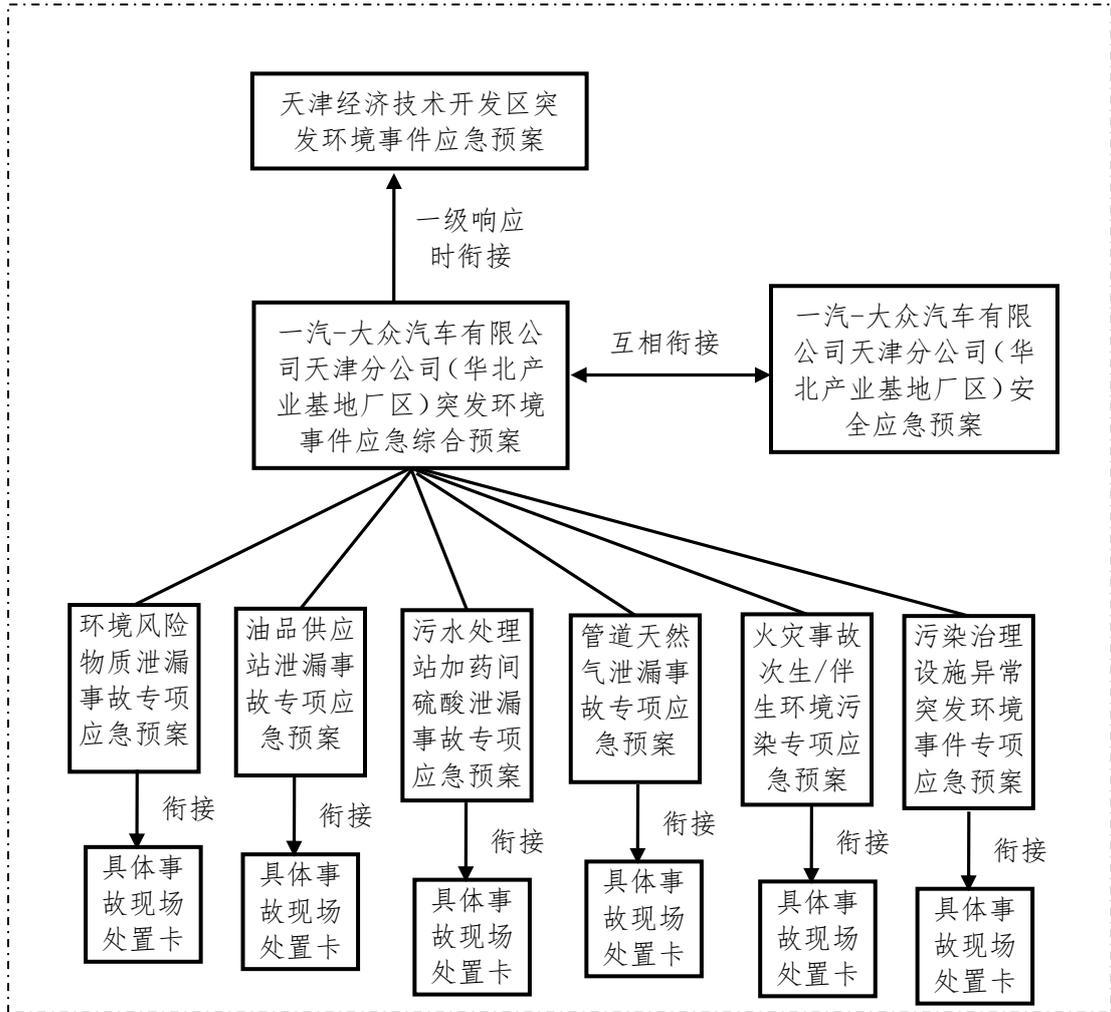 天津经济技术开发区突
发环境事件应急预案
一级响应
时衔接
一汽-大众汽车有限公
司天津分公司(华北产
业基地厂区)突发环境
事件应急综合预案
互相衔接
一汽-大众汽车有限
公司天津分公司(华
北产业基地厂区)安
全应急预案
环境风险
物质泄漏
事故专项
应急预案
油品供应
站泄漏事
故专项应
急预案
污水处理
站加药间
硫酸泄漏
事故专项
应急预案
管道天然
气泄漏事
故专项应
急预案
火灾事故
次生/伴
生环境污
染专项应
急预案
污染治理
设施异常
突发环境
事件专项
应急预案
衔接
衔接
衔接
衔接
衔接
衔接
具体事
故现场
处置卡
具体事
故现场
处置卡
具体事
故现场
处置卡
具体事
故现场
处置卡
具体事
故现场
处置卡
具体事
故现场
处置卡